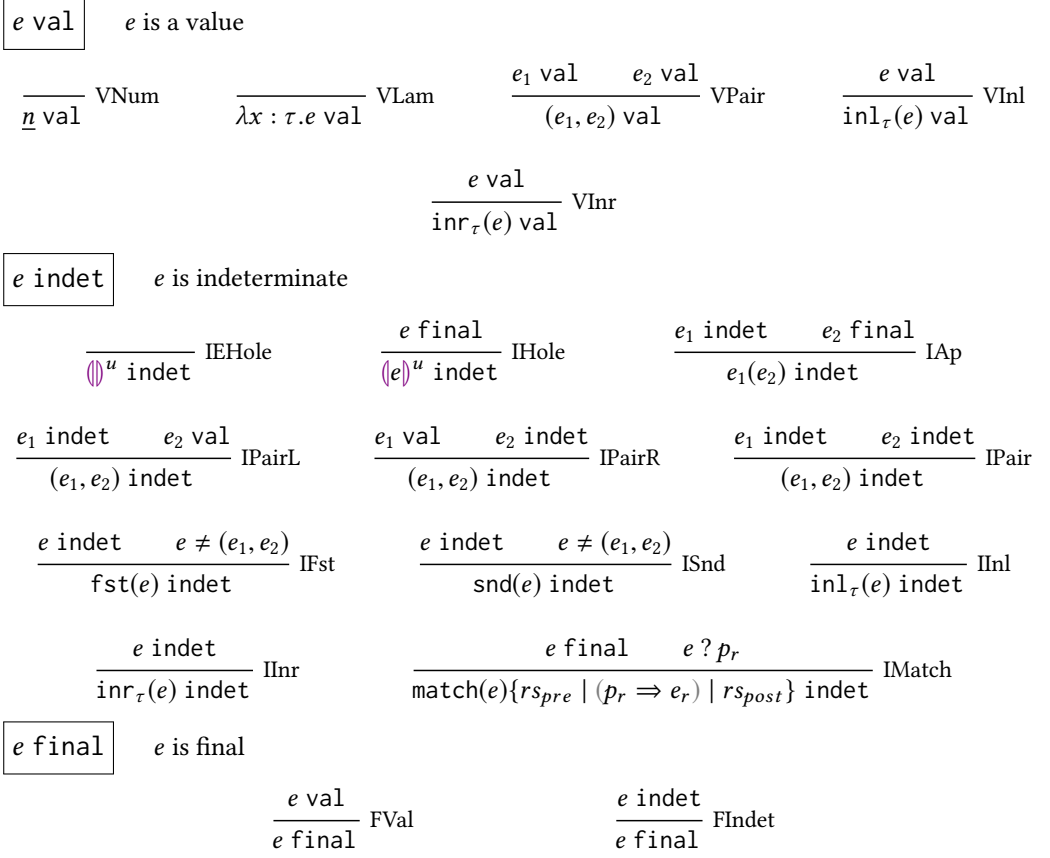 e val e is a value
n val VNum λx : τ.e val VLam e₁ val e₂ val (e₁, e₂) val VPair e val inlτ(e) val VInl
e val inrτ(e) val VInr
e indet e is indeterminate
⦇⦈ᵘ indet IEHole e final ⦇e⦈ᵘ indet IHole e₁ indet e₂ final e₁(e₂) indet IAp
e₁ indet e₂ val (e₁, e₂) indet IPairL e₁ val e₂ indet (e₁, e₂) indet IPairR e₁ indet e₂ indet (e₁, e₂) indet IPair
e indet e ≠ (e₁, e₂) fst(e) indet IFst e indet e ≠ (e₁, e₂) snd(e) indet ISnd e indet inlτ(e) indet IInl
e indet inrτ(e) indet IInr e final e ? pᵣ match(e){rs_pre | (pᵣ ⇒ eᵣ) | rs_post} indet IMatch
e final e is final
e val e final FVal e indet e final FIndet